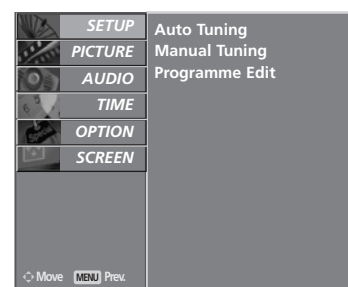 SETUP
PICTURE
AUDIO
TIME
OPTION
SCREEN
Auto Tuning
Manual Tuning
Programme Edit
Move MENU Prev.